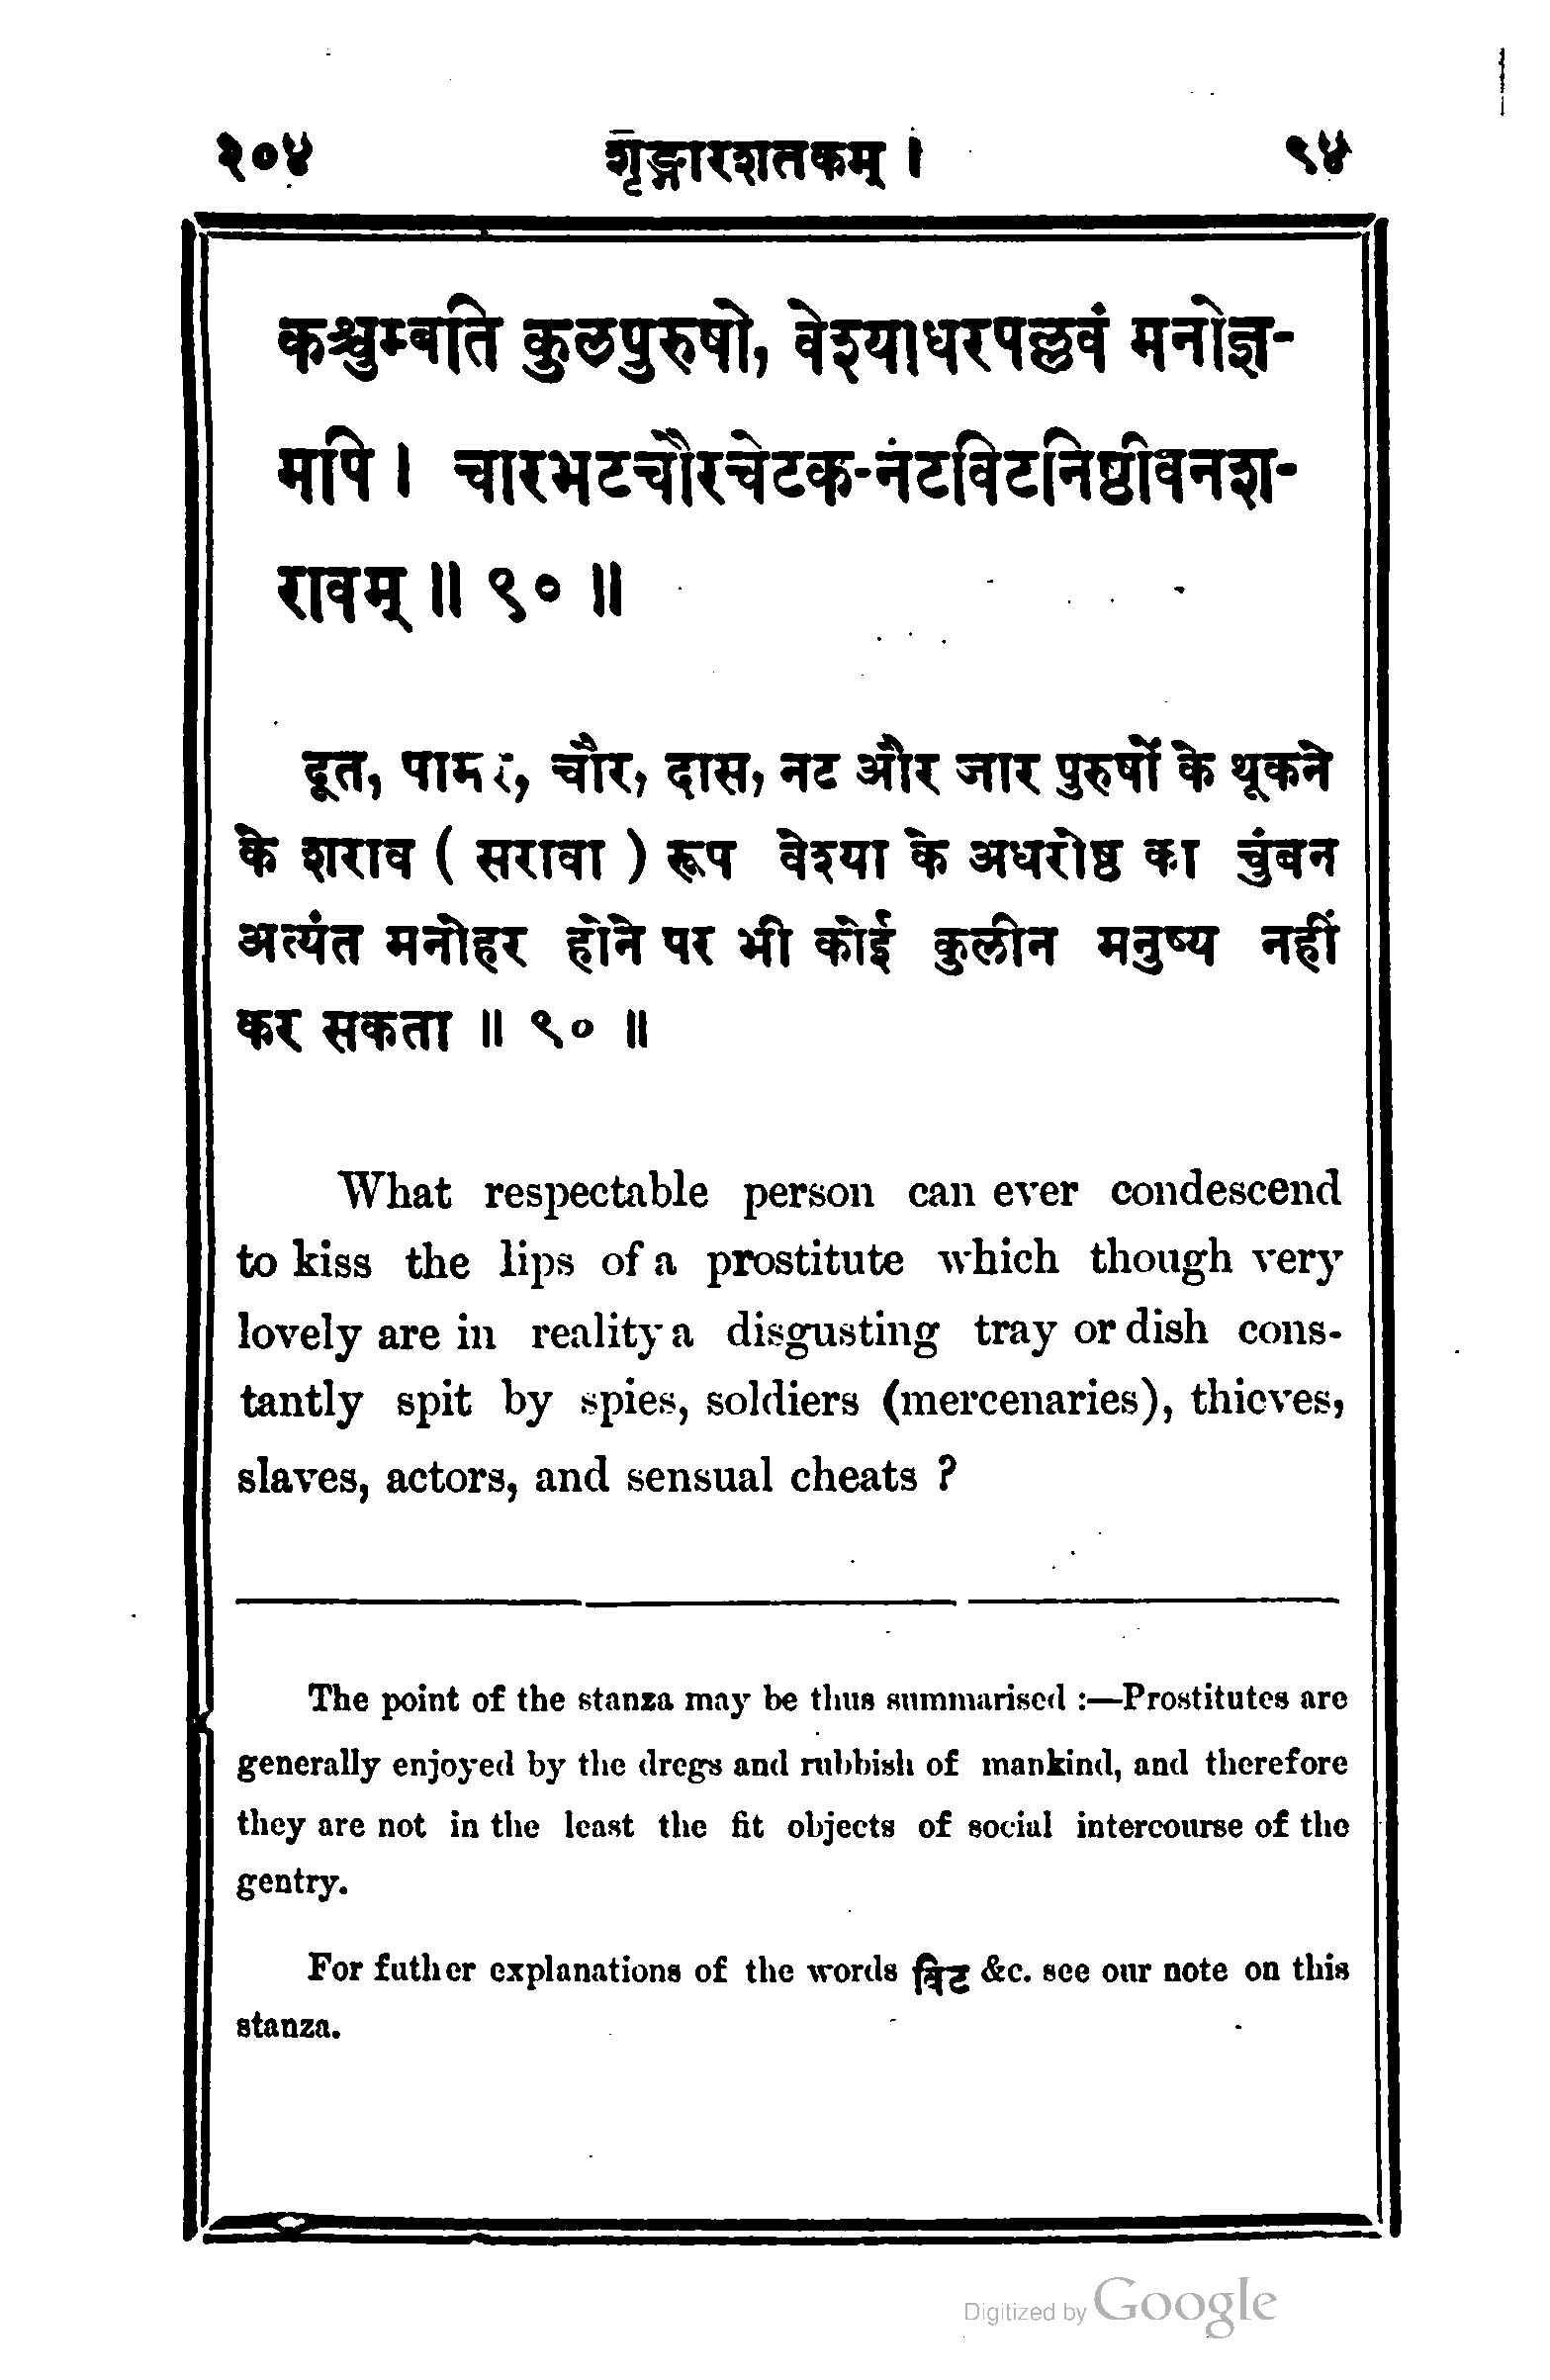 २०४ शृङ्गारशतकम् । ९४
कश्चुम्बति कुलपुरुषो, वेश्याधरपल्लवं मनोज्ञ-
मपि । चारभटचौरचेटक-नटविटनिष्ठीवनश-
रावम् ॥ ९० ॥
दूत, पामर, चौर, दास, नट और जार पुरुषों के थूकने
के शराव ( सरावा ) रूप वेश्या के अधरोष्ठ का चुंबन
अत्यंत मनोहर होने पर भी कोई कुलीन मनुष्य नहीं
कर सकता ॥ ९० ॥
What respectable person can ever condescend
to kiss the lips of a prostitute which though very
lovely are in reality a disgusting tray or dish cons-
tantly spit by spies, soldiers (mercenaries), thieves,
slaves, actors, and sensual cheats ?
The point of the stanza may be thus summarised :—Prostitutes are
generally enjoyed by the dregs and rubbish of mankind, and therefore
they are not in the least the fit objects of social intercourse of the
gentry.
For futher explanations of the words विट &c. see our note on this
stanza.
Digitized by Google